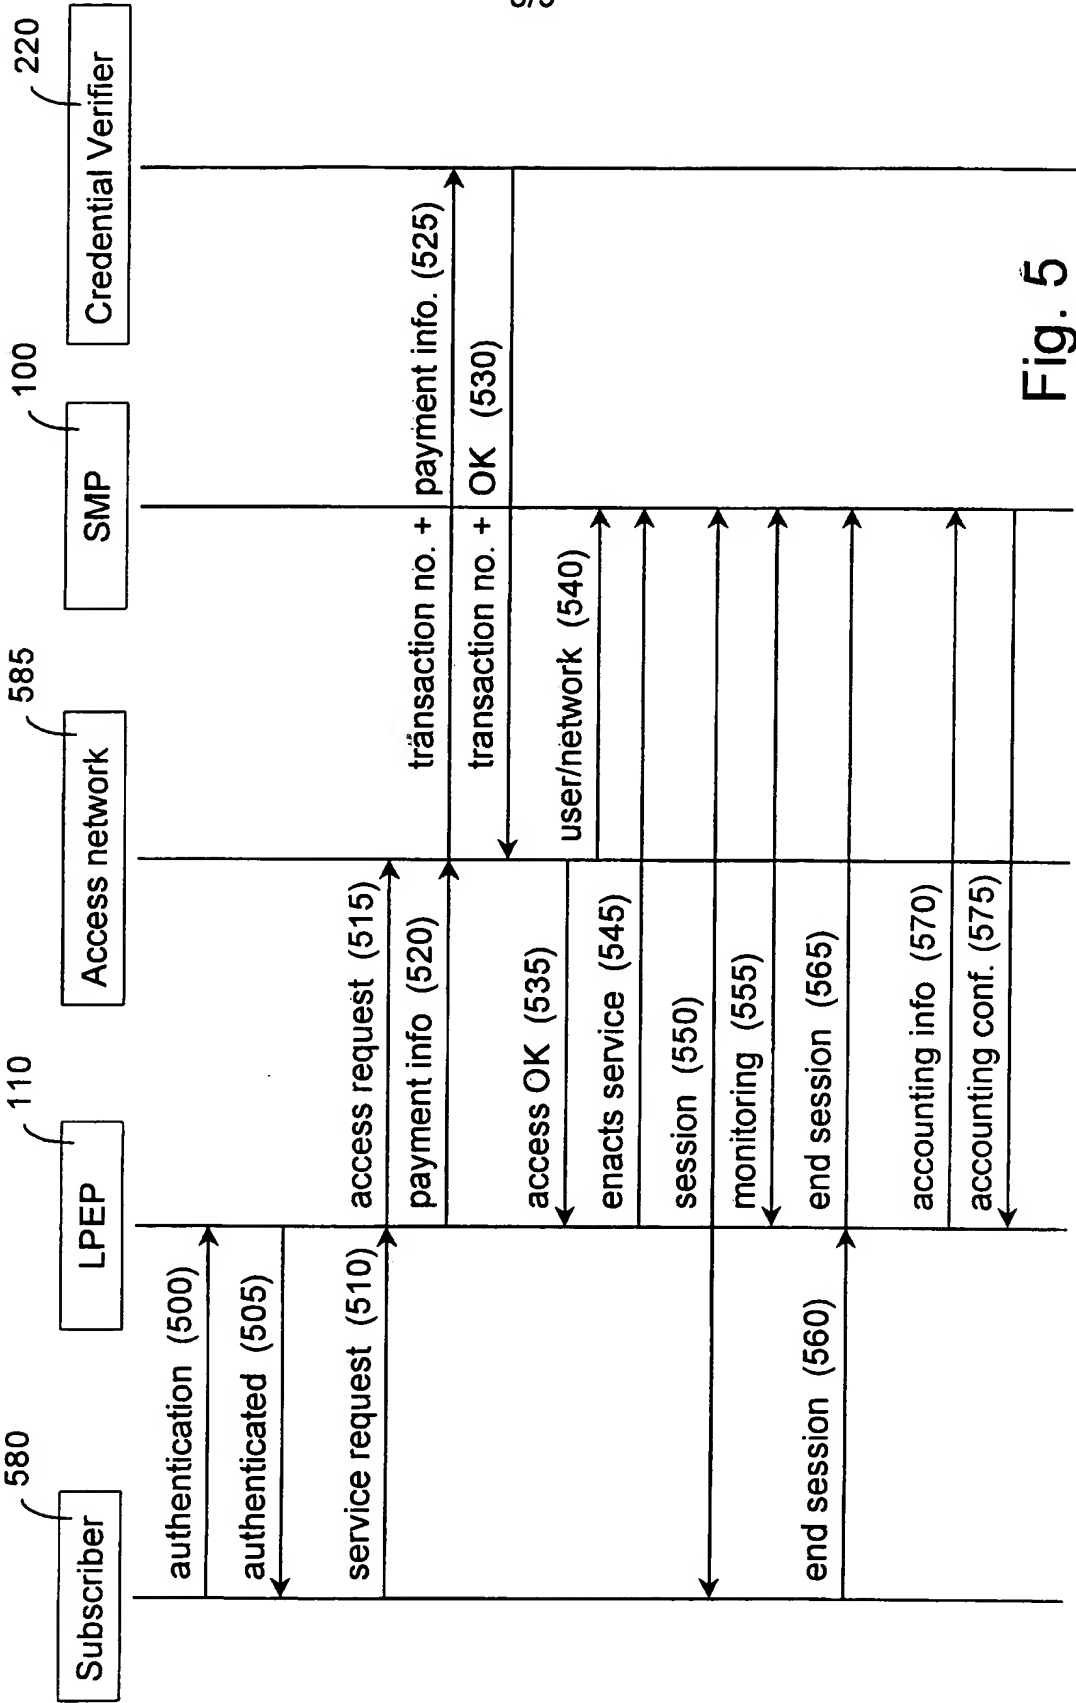 5/5
Subscriber
580
LPEP
110
Access network
585
SMP
100
Credential Verifier
220
authentication (500)
authenticated (505)
service request (510)
access request (515)
payment info (520)
transaction no. + payment info. (525)
transaction no. + OK (530)
access OK (535)
user/network (540)
enacts service (545)
session (550)
monitoring (555)
end session (560)
end session (565)
accounting info (570)
accounting conf. (575)
Fig. 5